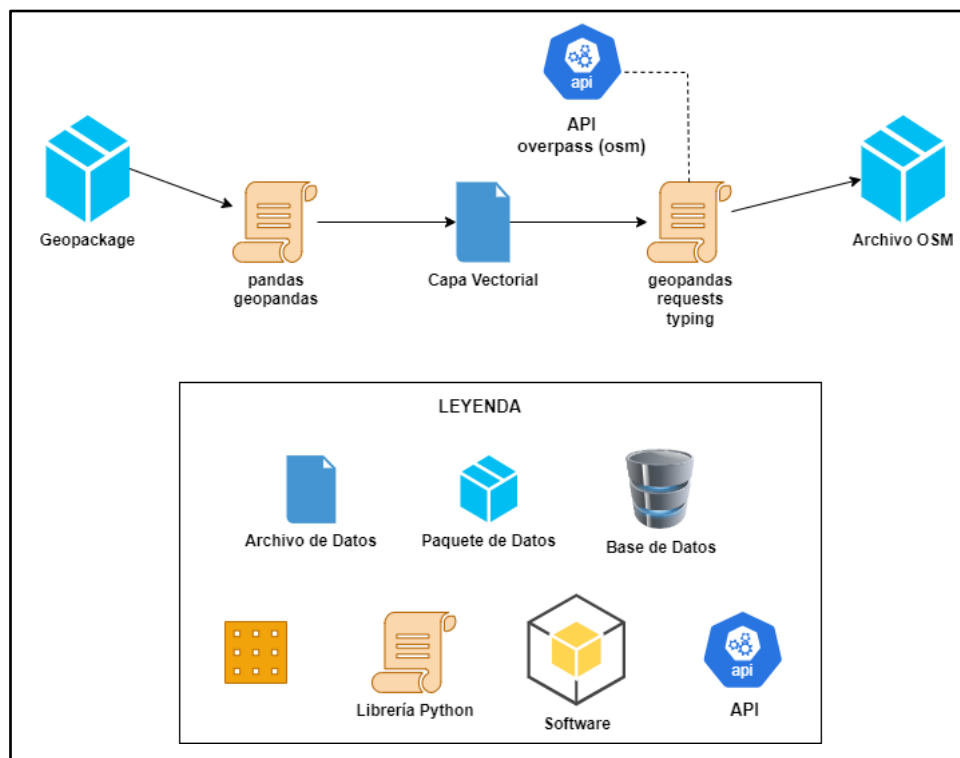 api
API
overpass (osm)
Geopackage
pandas
geopandas
Capa Vectorial
geopandas
requests
typing
Archivo OSM
LEYENDA
Archivo de Datos
Paquete de Datos
Base de Datos
Librería Python
Software
api
API